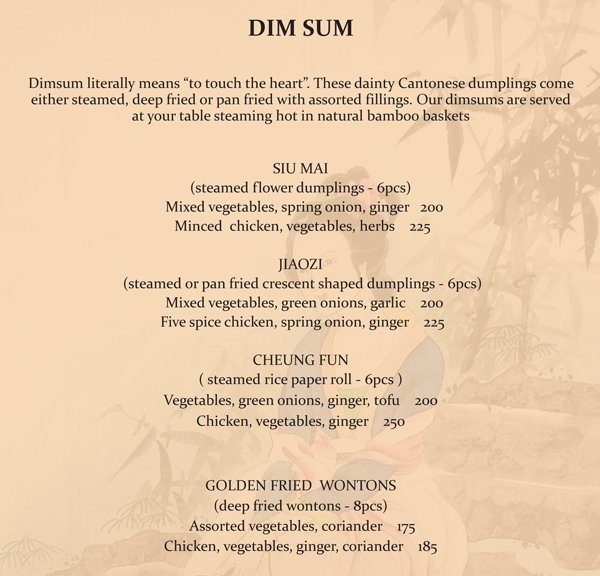 DIM SUM
Dimsum literally means “to touch the heart”. These dainty Cantonese dumplings come
either steamed, deep fried or pan fried with assorted fillings. Our dimsums are served
at your table steaming hot in natural bamboo baskets
SIU MAI
(steamed flower dumplings - 6pcs)
Mixed vegetables, spring onion, ginger 200
Minced chicken, vegetables, herbs 225
JIAOZI
(steamed or pan fried crescent shaped dumplings - 6pcs)
Mixed vegetables, green onions, garlic 200
Five spice chicken, spring onion, ginger 225
CHEUNG FUN
( steamed rice paper roll - 6pcs )
Vegetables, green onions, ginger, tofu 200
Chicken, vegetables, ginger 250
GOLDEN FRIED WONTONS
(deep fried wontons - 8pcs)
Assorted vegetables, coriander 175
Chicken, vegetables, ginger, coriander 185